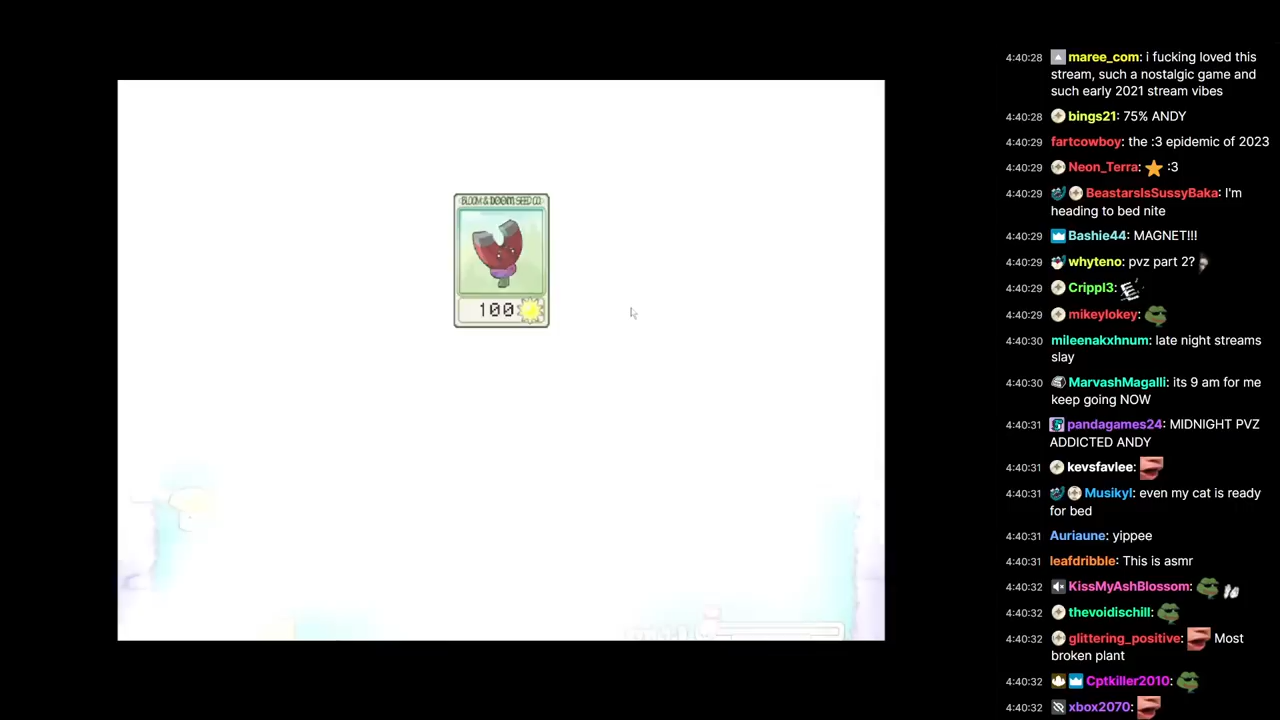 BLOOM & DOOM SEED CO
100
4:40:28 maree_com: i fucking loved this
stream, such a nostalgic game and
such early 2021 stream vibes
4:40:28 bings21: 75% ANDY
4:40:29 fartcowboy: the :3 epidemic of 2023
4:40:29 Neon_Terra: :3
4:40:29 BeastarsIsSussyBaka: I'm
heading to bed nite
4:40:29 Bashie44: MAGNET!!!
4:40:29 whyteno: pvz part 2?
4:40:29 Crippl3:
4:40:29 mikeylokey:
4:40:30 mileenakxhnum: late night streams
slay
4:40:30 MarvashMagalli: its 9 am for me
keep going NOW
4:40:31 pandagames24: MIDNIGHT PVZ
ADDICTED ANDY
4:40:31 kevsfavlee:
4:40:31 Musikyl: even my cat is ready
for bed
4:40:31 Auriaune: yippee
4:40:31 leafdribble: This is asmr
4:40:32 KissMyAshBlossom:
4:40:32 thevoidischill:
4:40:32 glittering_positive: Most
broken plant
4:40:32 Cptkiller2010:
4:40:32 xbox2070: